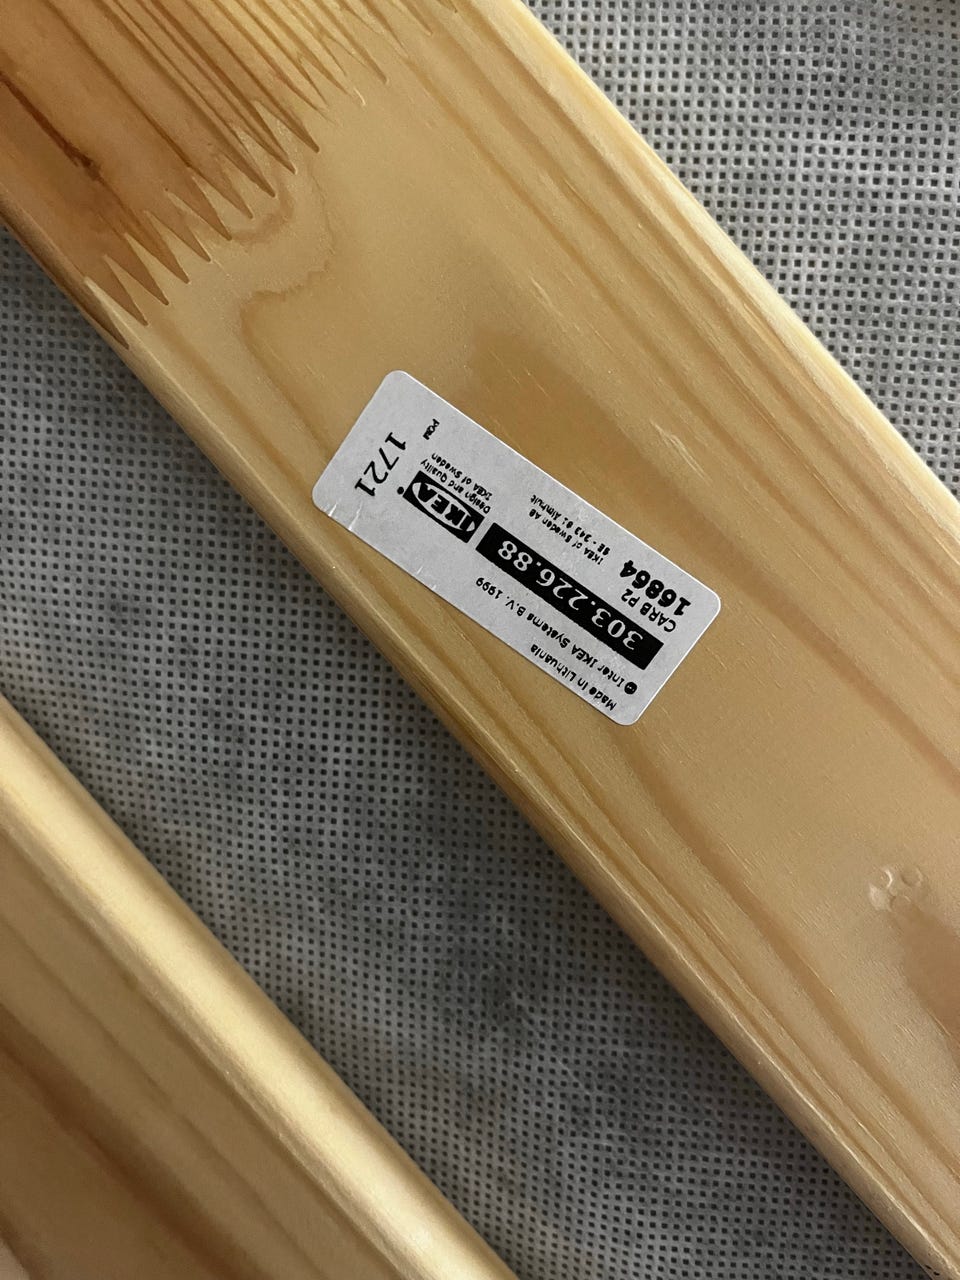 Made in Lithuania
© Inter IKEA Systems B.V. 1999
303.226.88
IKEA®
Design and Quality
IKEA of Sweden
1721
CARB P2
16864
IKEA of Sweden AB
SE - 343 81 Älmhult